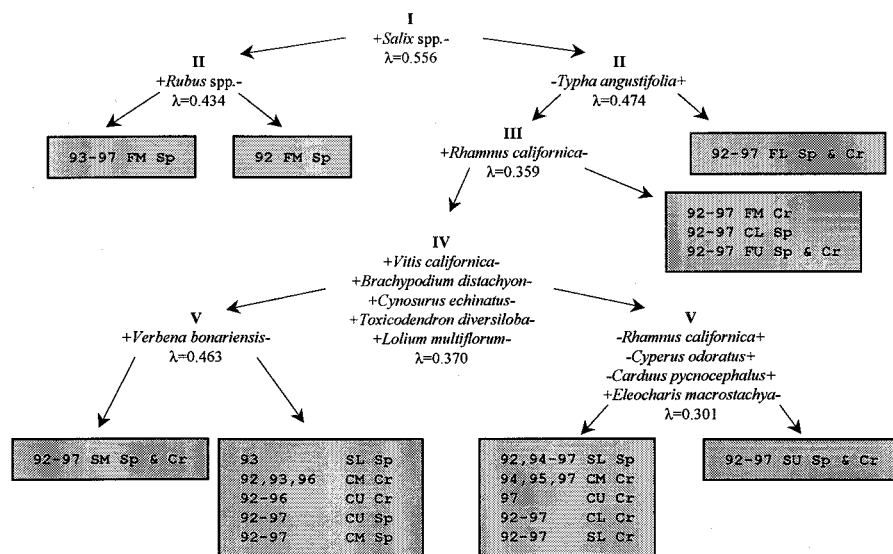 I
+Salix spp.-
λ=0.556
II
+Rubus spp.-
λ=0.434
II
-Typha angustifolia+
λ=0.474
93-97 FM Sp
92 FM Sp
III
+Rhamnus californica-
λ=0.359
92-97 FL Sp & Cr
92-97 FM Cr
92-97 CL Sp
92-97 FU Sp & Cr
IV
+Vitis californica-
+Brachypodium distachyon-
+Cynosurus echinatus-
+Toxicodendron diversiloba-
+Lolium multiflorum-
λ=0.370
V
+Verbena bonariensis-
λ=0.463
V
-Rhamnus californica+
-Cyperus odoratus+
-Carduus pycnocephalus+
+Eleocharis macrostachya-
λ=0.301
92-97 SM Sp & Cr
93 SL Sp
92,93,96 CM Cr
92-96 CU Cr
92-97 CU Sp
92-97 CM Sp
92,94-97 SL Sp
94,95,97 CM Cr
97 CU Cr
92-97 CL Cr
92-97 SL Cr
92-97 SU Sp & Cr